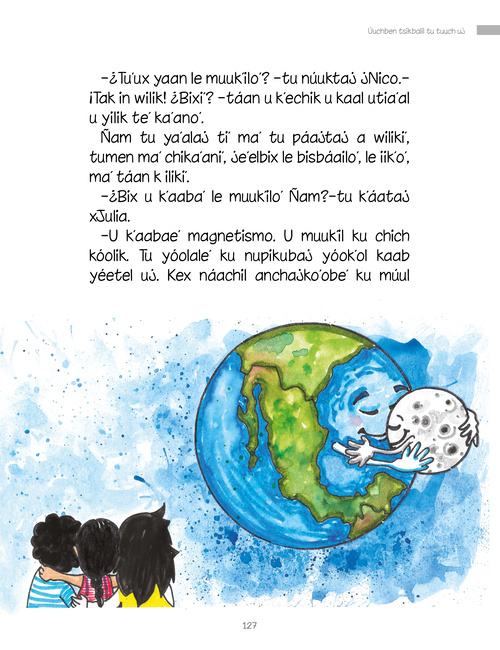 Úuchben tsikbalil tu tuuch uj
–¿Tu'ux yaan le muuk'ilo'? –tu núuktaj jNico.–
¡Tak in wilik! ¿Bixi'? –táan u k'echik u kaal utia'al
u yilik te' ka'ano'.
Ñam tu ya'alaj ti' ma' tu páajtaj a wiliki',
tumen ma' chika'ani', je'elbix le bisbáailo', le iik'o',
ma' táan k iliki'.
–¿Bix u k'aaba' le muuk'ilo' Ñam?–tu k'áataj
xJulia.
–U k'aabae' magnetismo. U muuk'il ku chich
kóolik. Tu yóolale' ku nupikubaj yóok'ol kaab
yéetel uj. Kex náachil anchajko'obe' ku múul
127